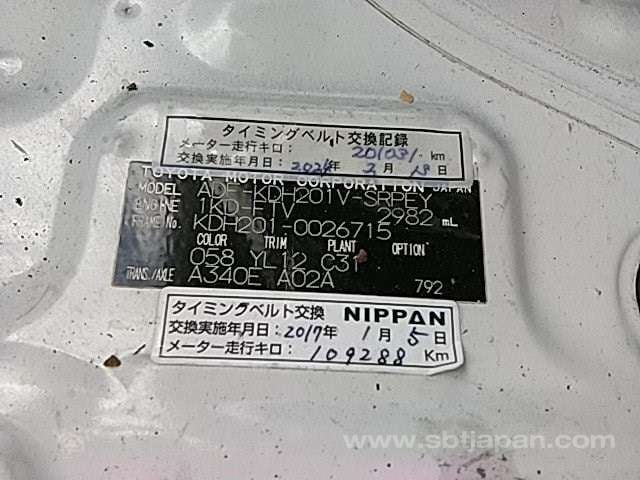 タイミングベルト交換記録
メーター走行キロ: 201031 km
交換実施年月日: 2024年 3月 13日
TOYOTA MOTOR CORPORATION JAPAN
MODEL ADF-KDH201V-SRPEY
ENGINE 1KD-FTV 2982 mL
FRAME No. KDH201-0026715
COLOR TRIM PLANT OPTION
058 YL12 C31
TRANS./AXLE A340E A02A 792
タイミングベルト交換 NIPPAN
交換実施年月日: 2017年 1月 5日
メーター走行キロ: 109288 Km
www.sbtjapan.com